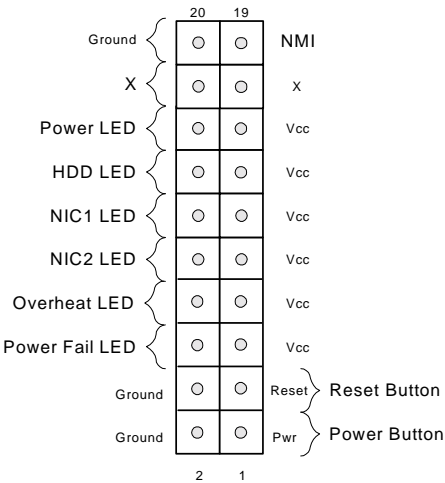 20 19
Ground NMI
X X
Power LED Vcc
HDD LED Vcc
NIC1 LED Vcc
NIC2 LED Vcc
Overheat LED Vcc
Power Fail LED Vcc
Ground Reset Reset Button
Ground Pwr Power Button
2 1